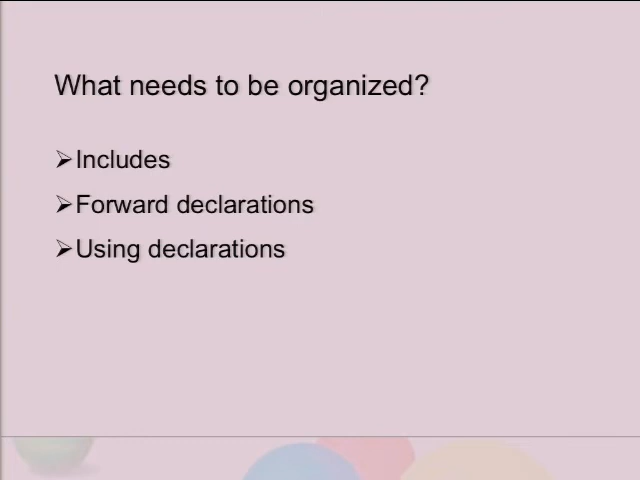 What needs to be organized?
➢Includes
➢Forward declarations
➢Using declarations